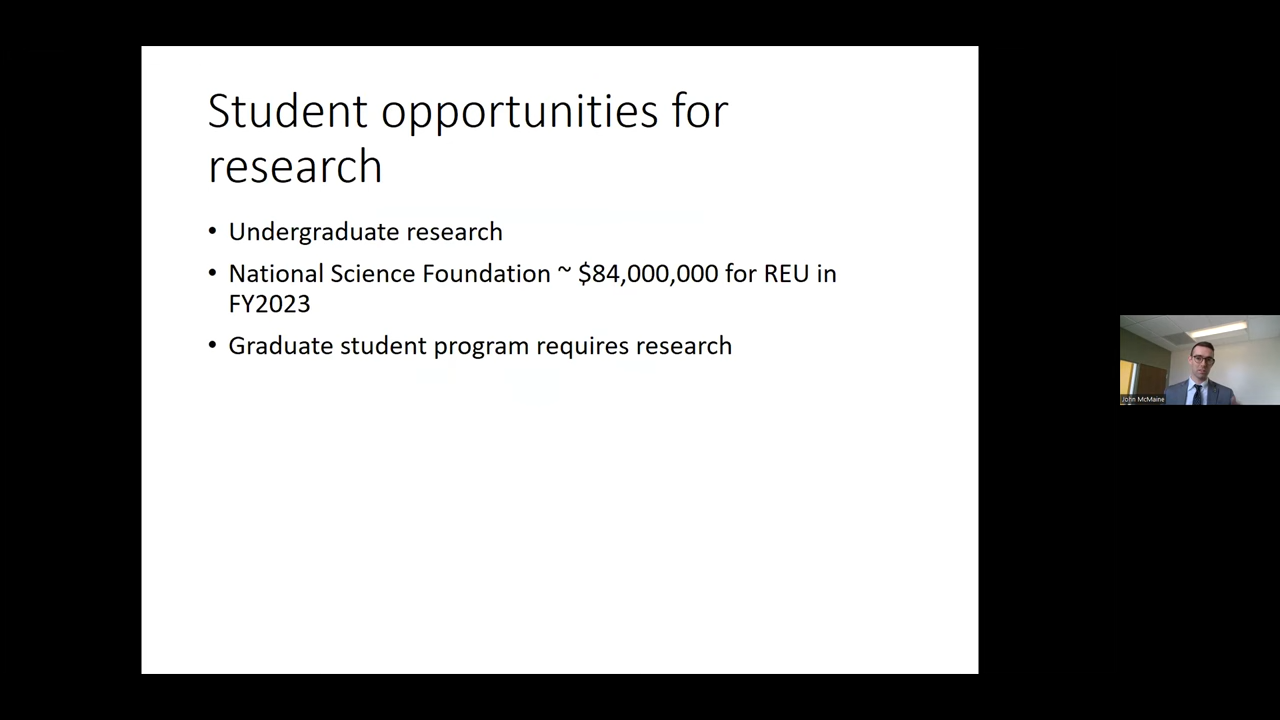 Student opportunities for
research
• Undergraduate research
• National Science Foundation ~ $84,000,000 for REU in
FY2023
• Graduate student program requires research
John McMaine